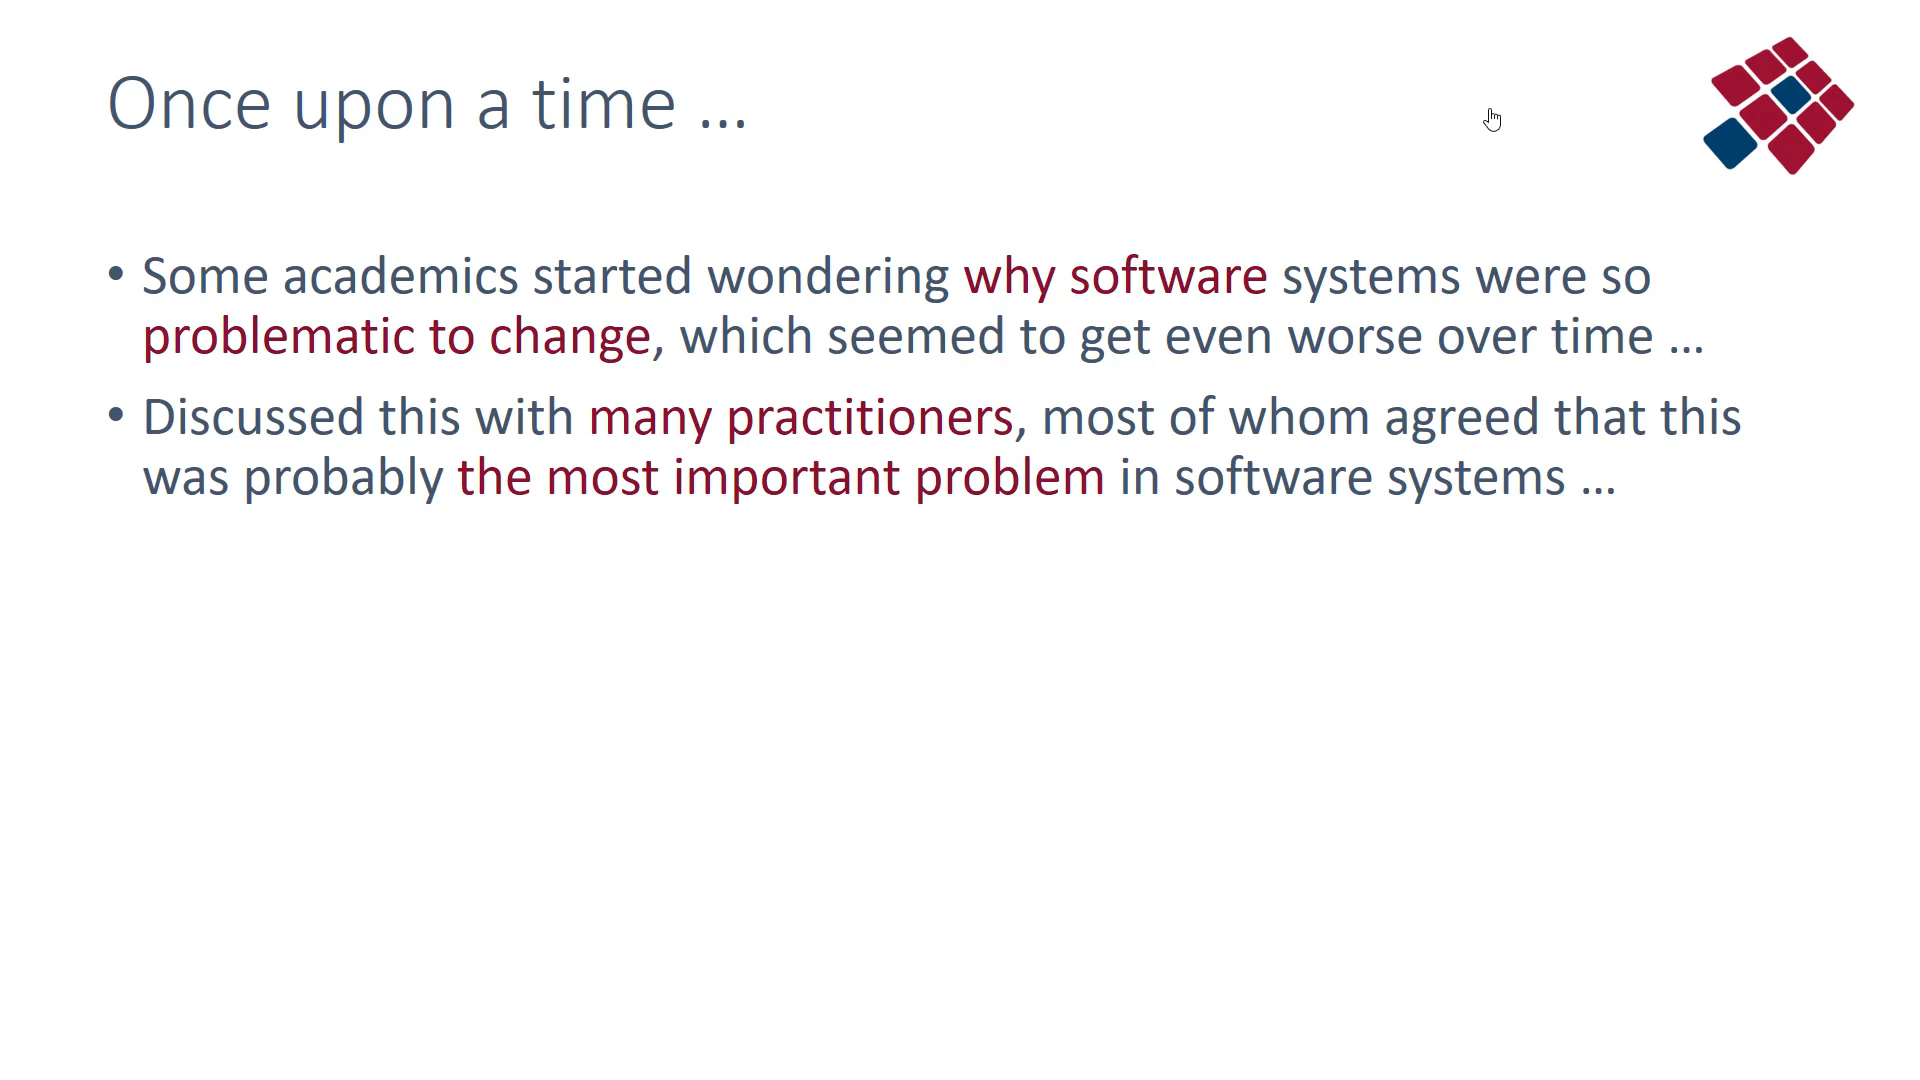 Once upon a time ...
• Some academics started wondering why software systems were so
problematic to change, which seemed to get even worse over time ...
• Discussed this with many practitioners, most of whom agreed that this
was probably the most important problem in software systems ...